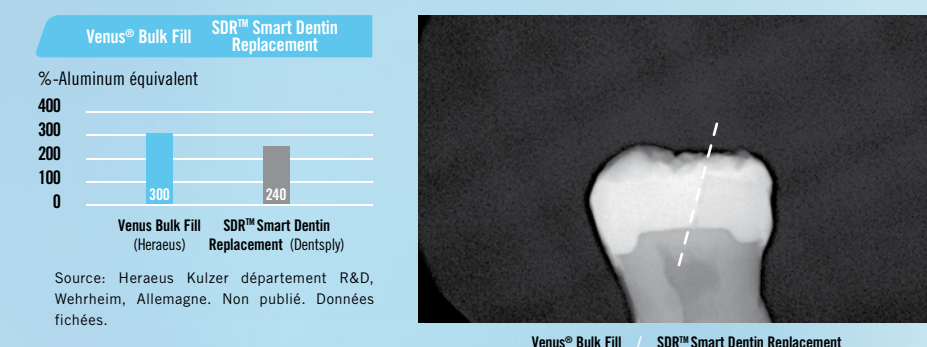 Venus® Bulk Fill
SDR™ Smart Dentin
Replacement
%-Aluminum équivalent
400
300
200
100
0
300
240
Venus Bulk Fill
(Heraeus)
SDR™ Smart Dentin
Replacement (Dentsply)
Source: Heraeus Kulzer département R&D,
Wehrheim, Allemagne. Non publié. Données
fichées.
Venus® Bulk Fill / SDR™ Smart Dentin Replacement